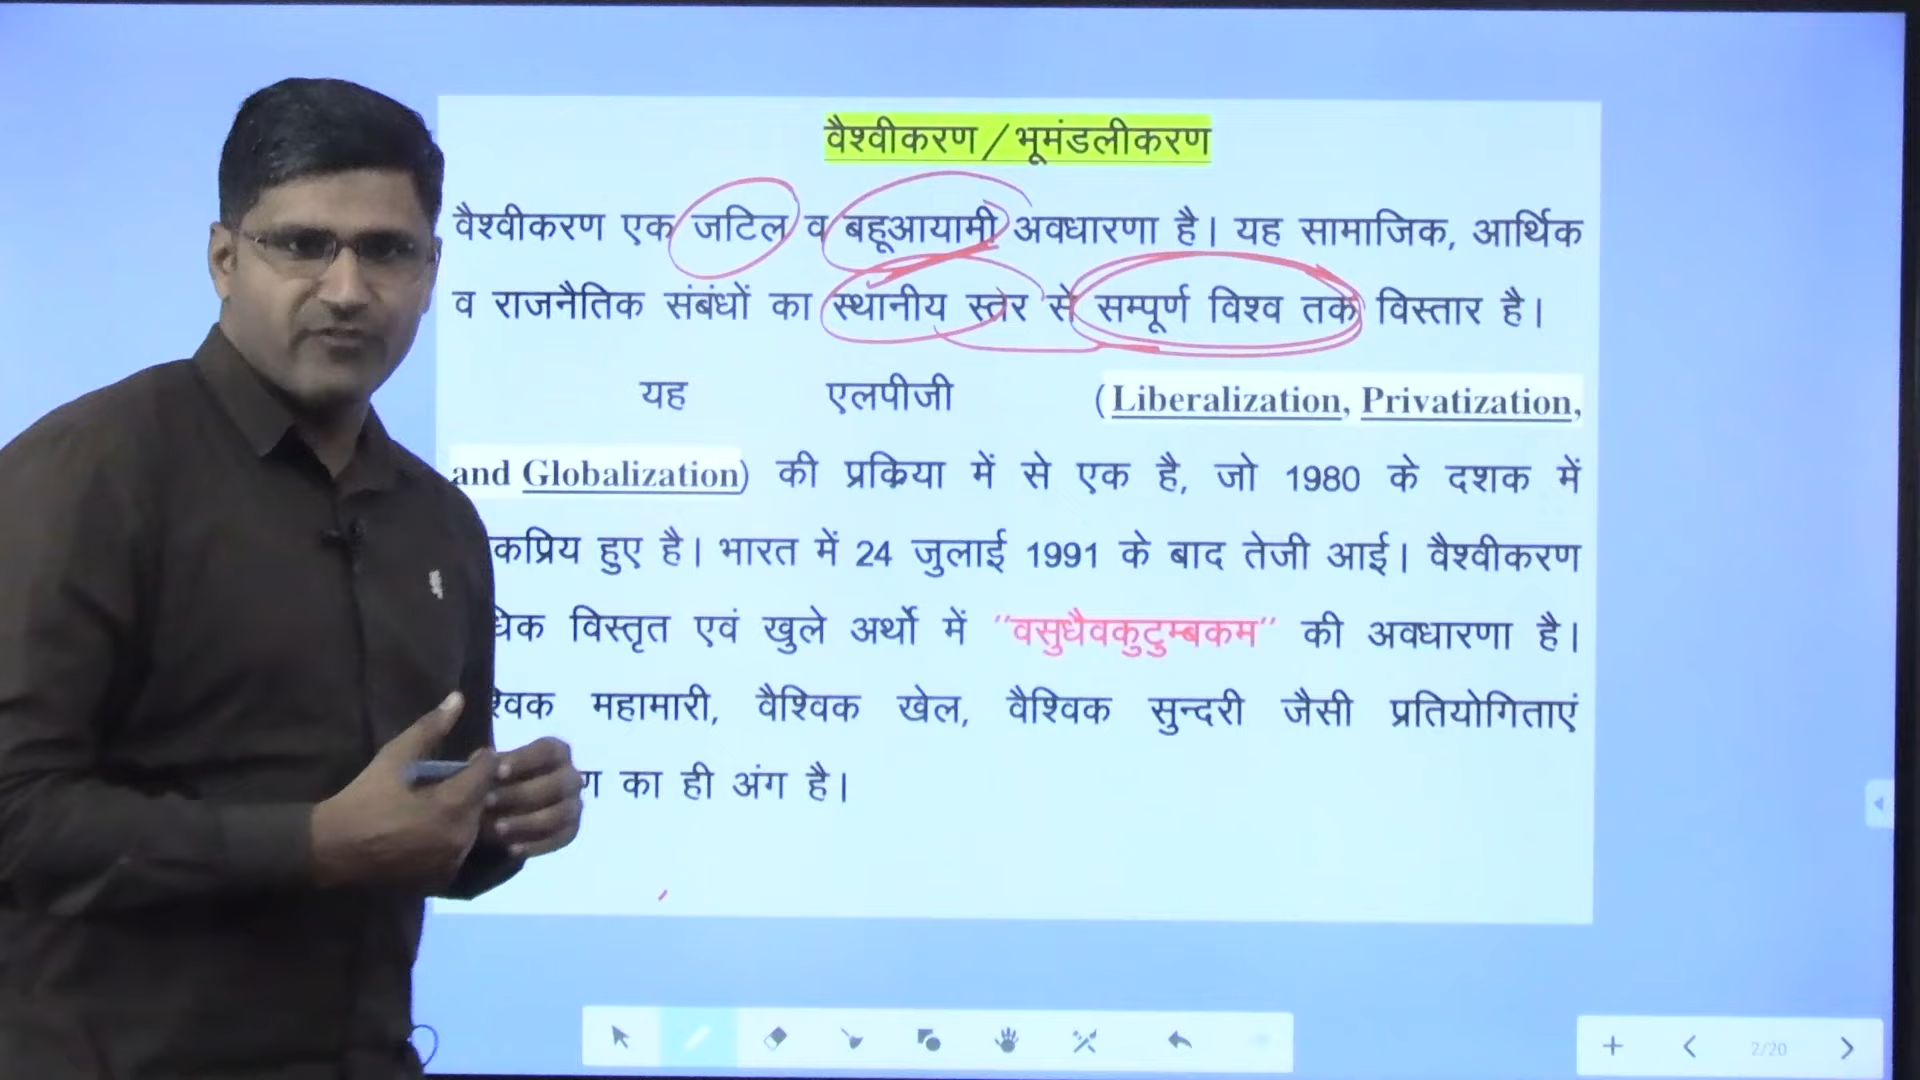 वैश्वीकरण / भूमंडलीकरण
वैश्वीकरण एक जटिल व बहूआयामी अवधारणा है। यह सामाजिक, आर्थिक
व राजनैतिक संबंधों का स्थानीय स्तर से सम्पूर्ण विश्व तक विस्तार है।
यह एलपीजी (Liberalization, Privatization,
and Globalization) की प्रक्रिया में से एक है, जो 1980 के दशक में
कप्रिय हुए है। भारत में 24 जुलाई 1991 के बाद तेजी आई। वैश्वीकरण
विस्तृत एवं खुले अर्थो में "वसुधैवकुटुम्बकम" की अवधारणा है।
महामारी, वैश्विक खेल, वैश्विक सुन्दरी जैसी प्रतियोगिताएं
का ही अंग है।
2/20